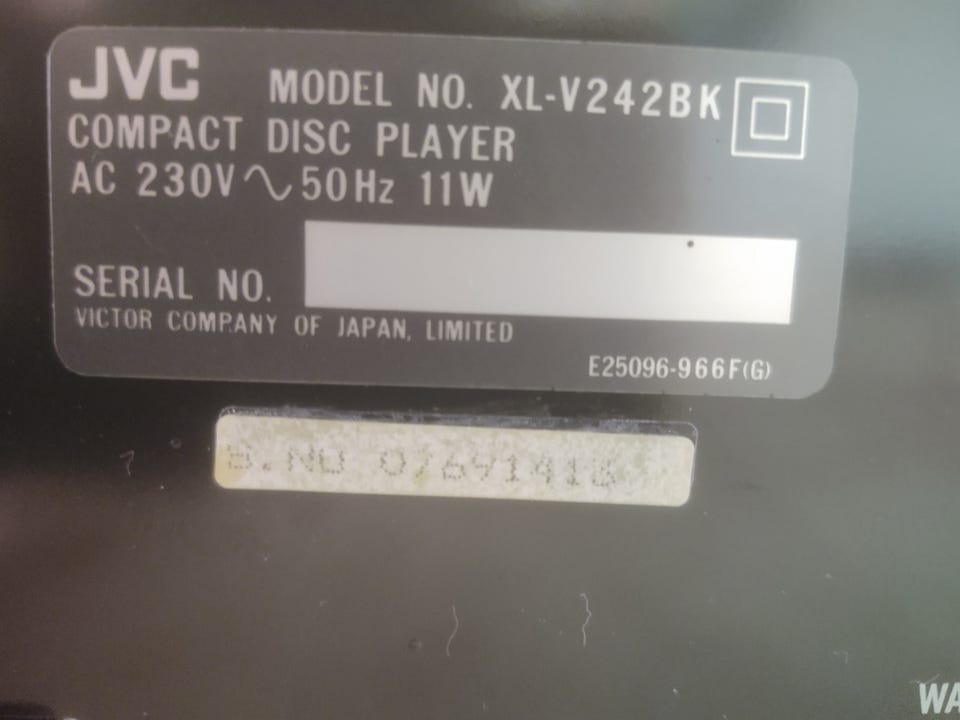 JVC MODEL NO. XL-V242BK
COMPACT DISC PLAYER
AC 230V ~ 50Hz 11W
SERIAL NO.
VICTOR COMPANY OF JAPAN, LIMITED
E25096-966F(G)
S.NO
WA